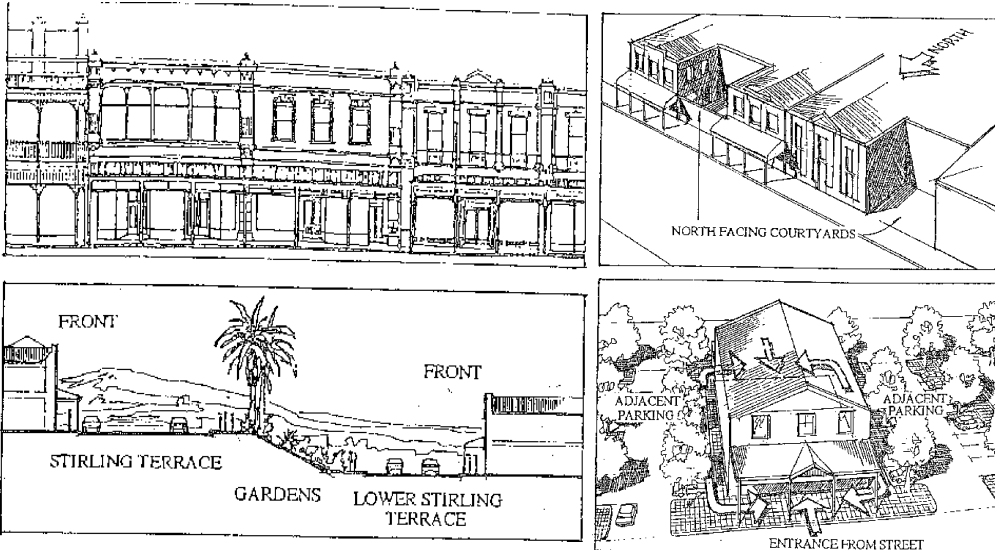 NORTH
NORTH FACING COURTYARDS
FRONT
FRONT
STIRLING TERRACE
GARDENS
LOWER STIRLING
TERRACE
ADJACENT
PARKING
ADJACENT
PARKING
ENTRANCE FROM STREET